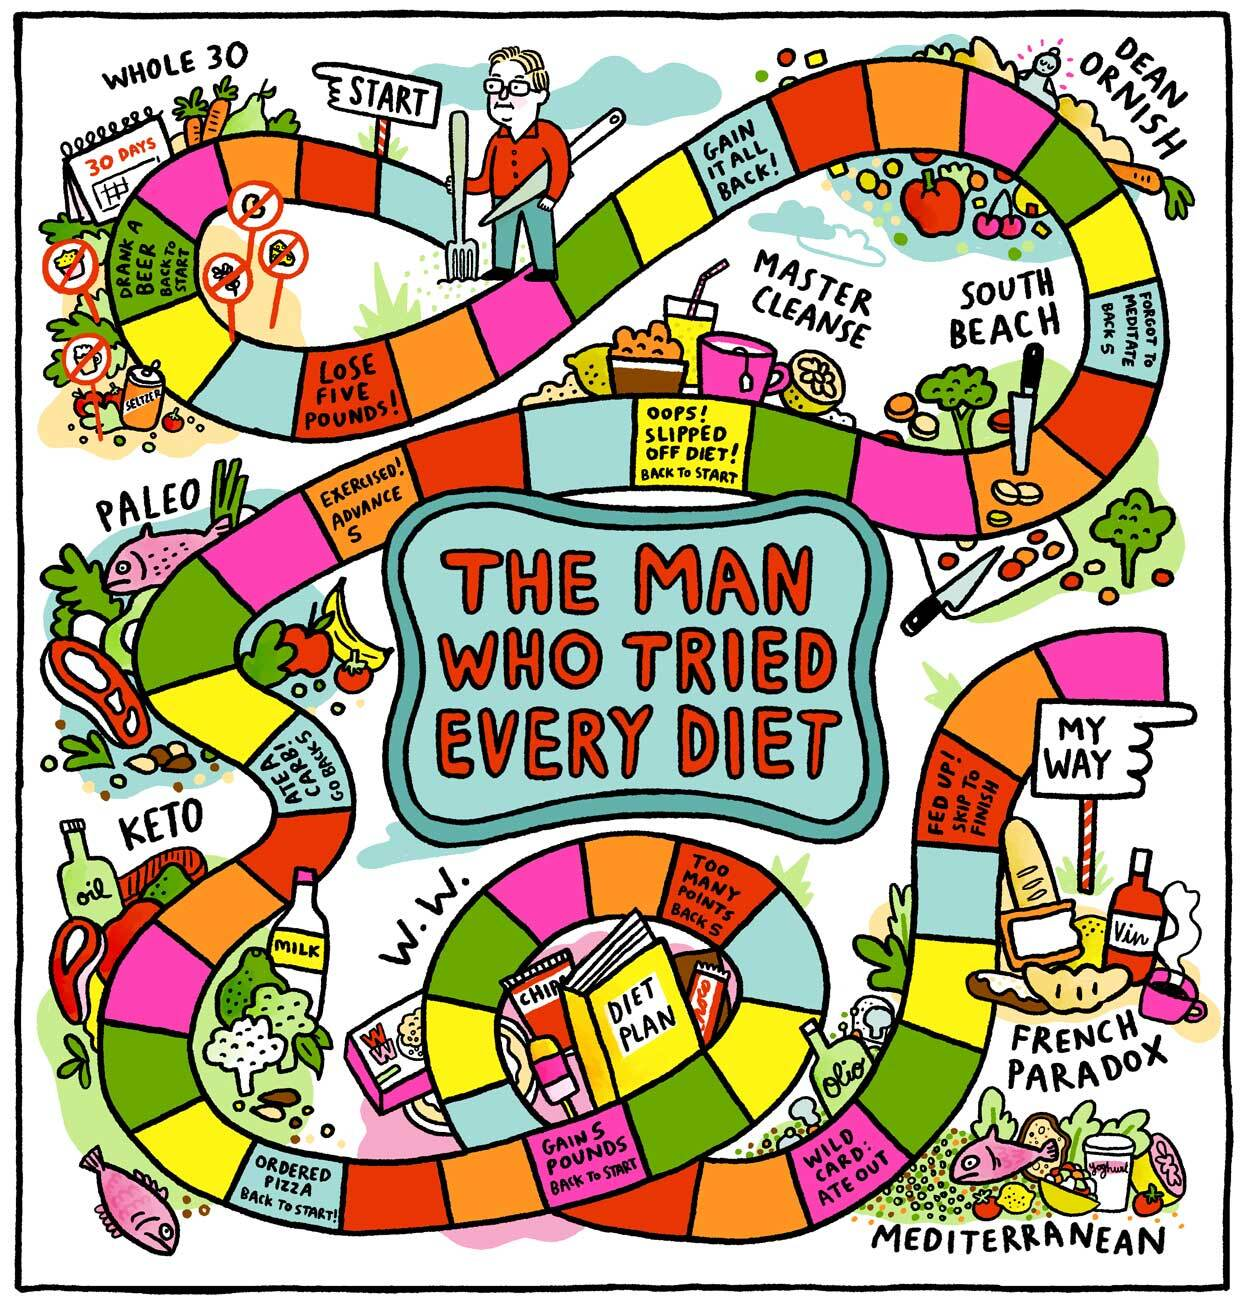 WHOLE 30
START
30 DAYS
DRANK A
BEER
BACK TO
START
SELTZER
LOSE
FIVE
POUNDS!
GAIN
IT ALL
BACK!
DEAN
ORNISH
FORGOT TO
MEDITATE
BACK 5
SOUTH
BEACH
MASTER
CLEANSE
OOPS!
SLIPPED
OFF DIET!
BACK TO START
EXERCISED!
ADVANCE
5
PALEO
THE MAN
WHO TRIED
EVERY DIET
ATE A
CARB!
GO BACK 5
KETO
oil
MILK
ORDERED
PIZZA
BACK TO START!
W.W.
WW
TOO
MANY
POINTS
BACK 5
CHIPS
DIET
PLAN
GAIN 5
POUNDS
BACK TO START
olio
WILD
CARD:
ATE OUT
MEDITERRANEAN
Yoghurt
FRENCH
PARADOX
Vin
FED UP!
SKIP TO
FINISH
MY
WAY